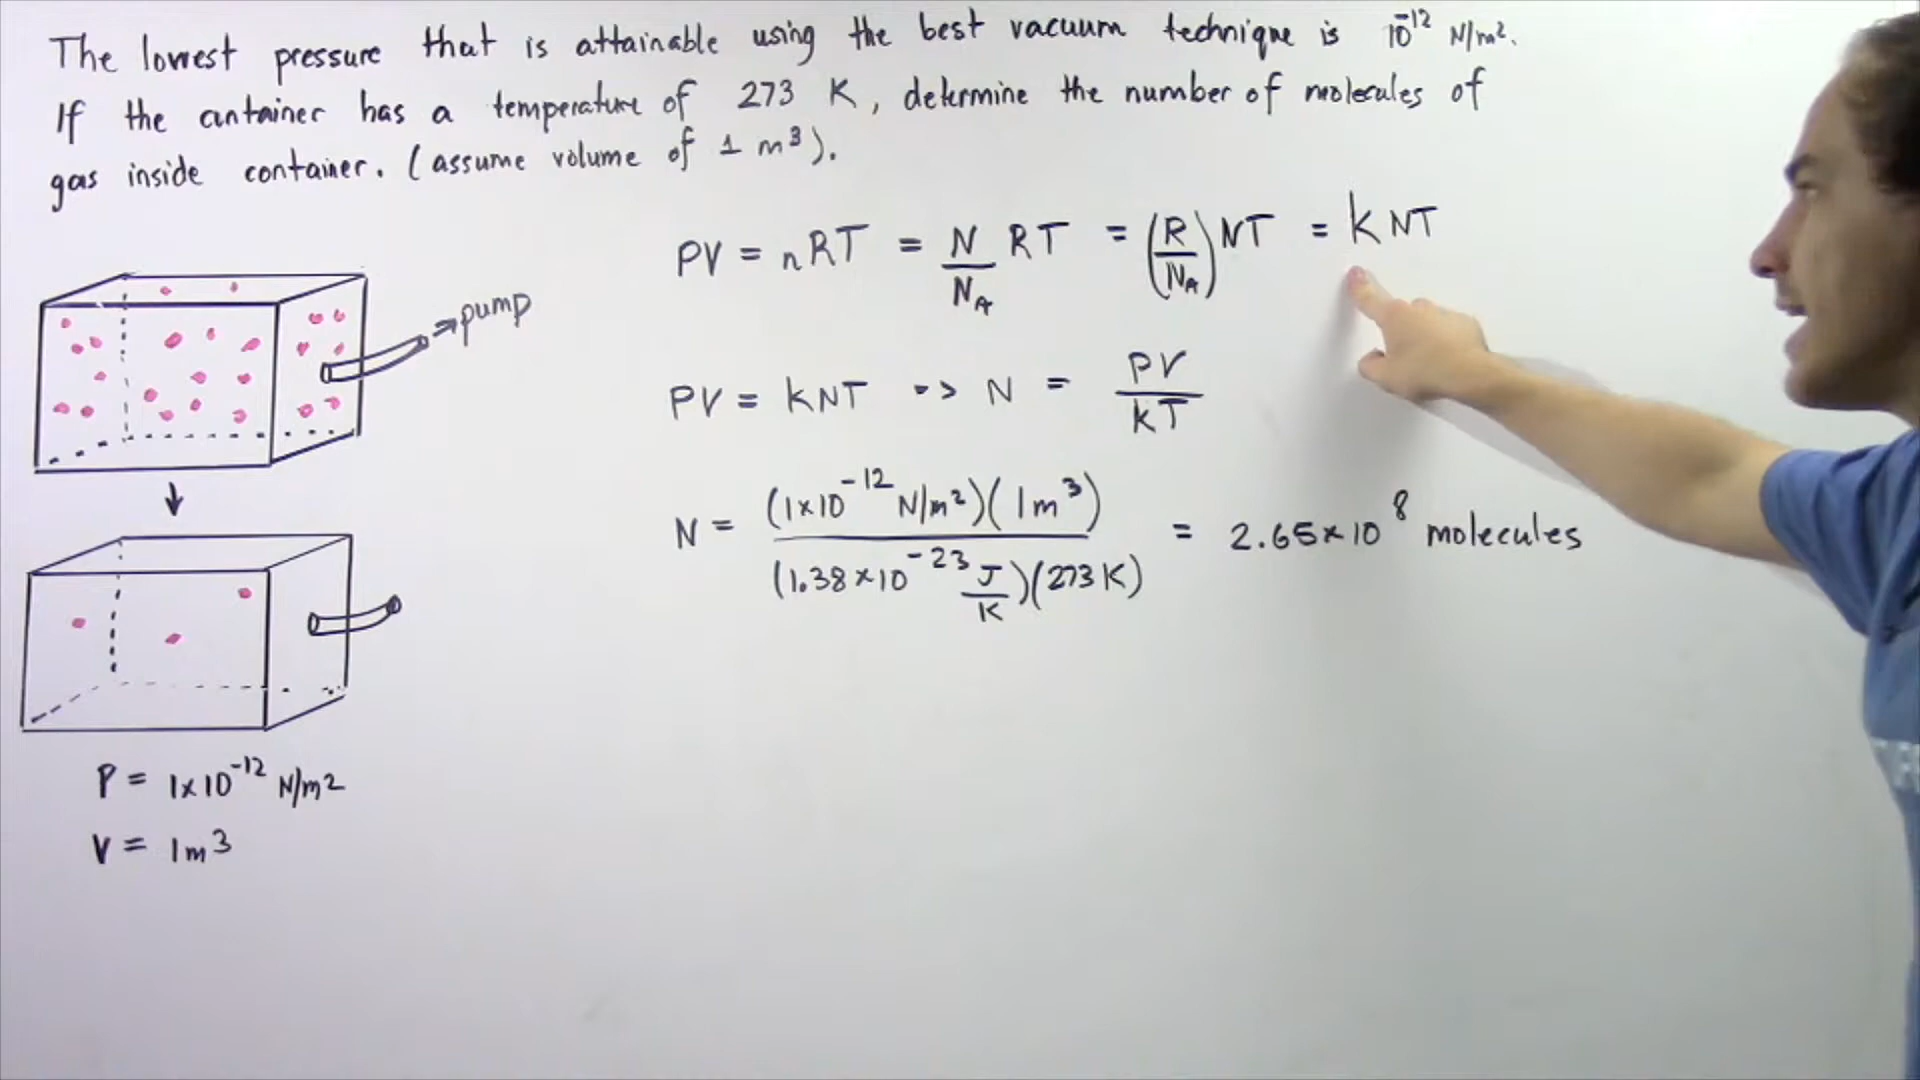 The lowest pressure that is attainable using the best vacuum technique is 10⁻¹² N/m².
If the container has a temperature of 273 K, determine the number of molecules of
gas inside container. (assume volume of 1 m³).
PV = nRT = N/N_A RT = (R/N_A) NT = k NT
→ pump
PV = kNT -> N = PV/kT
N = (1×10⁻¹² N/m²)(1m³) / (1.38×10⁻²³ J/K)(273 K) = 2.65×10⁸ molecules
P = 1×10⁻¹² N/m²
V = 1m³